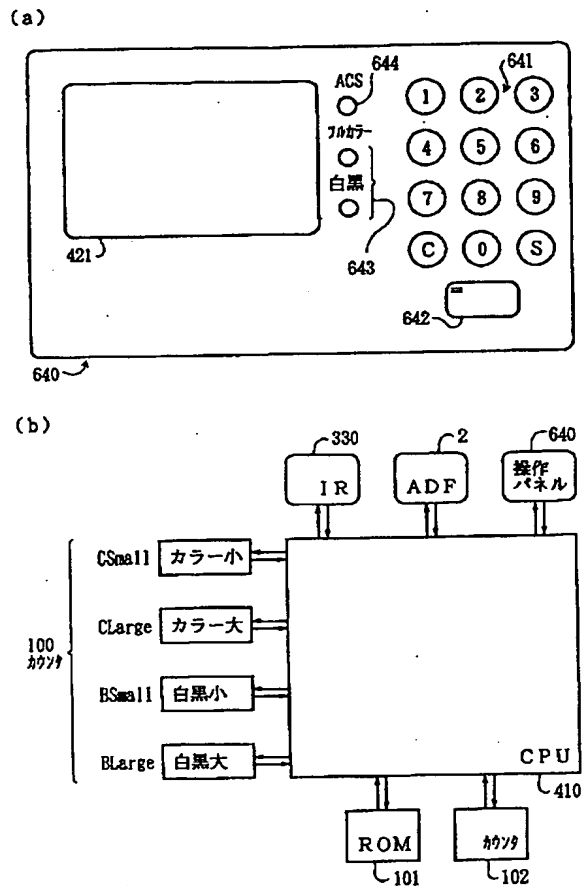 (a)
ACS
644
641
フルカラー
白黒
1 2 3
4 5 6
7 8 9
C 0 S
421
643
642
640
(b)
330
2
640
IR
ADF
操作
パネル
CSmall カラー小
CLarge カラー大
100
カウンタ
BSmall 白黒小
BLarge 白黒大
CPU
410
ROM
カウンタ
101
102